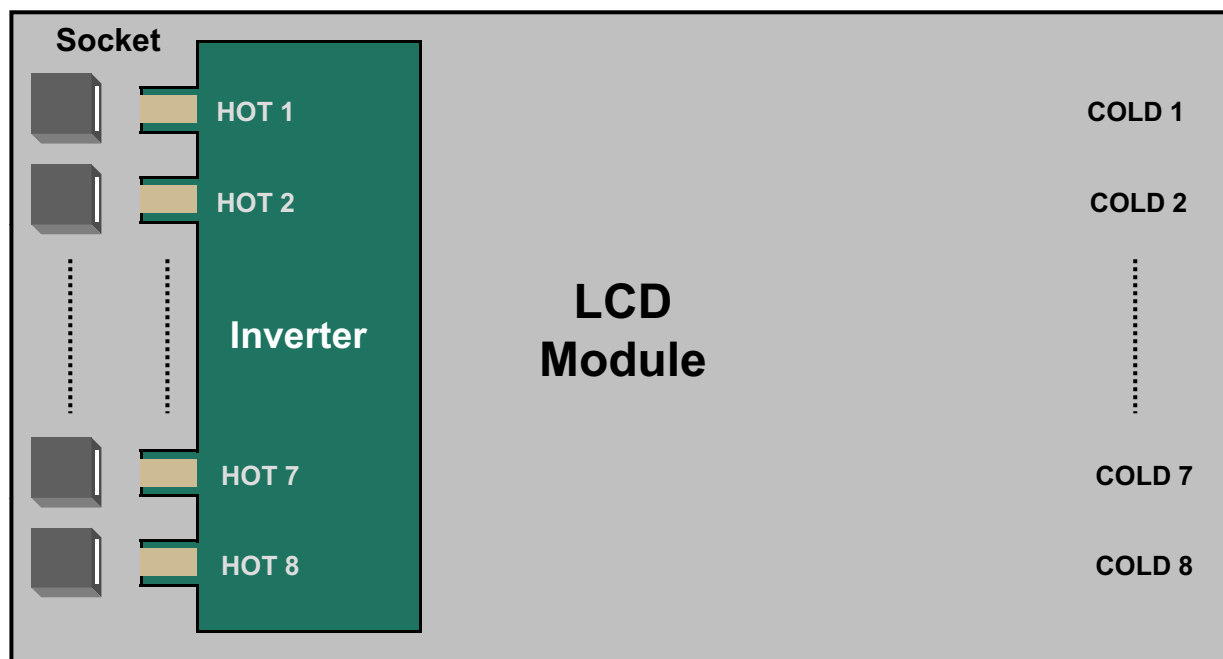 Socket
HOT 1
COLD 1
HOT 2
COLD 2
Inverter
LCD
Module
HOT 7
COLD 7
HOT 8
COLD 8